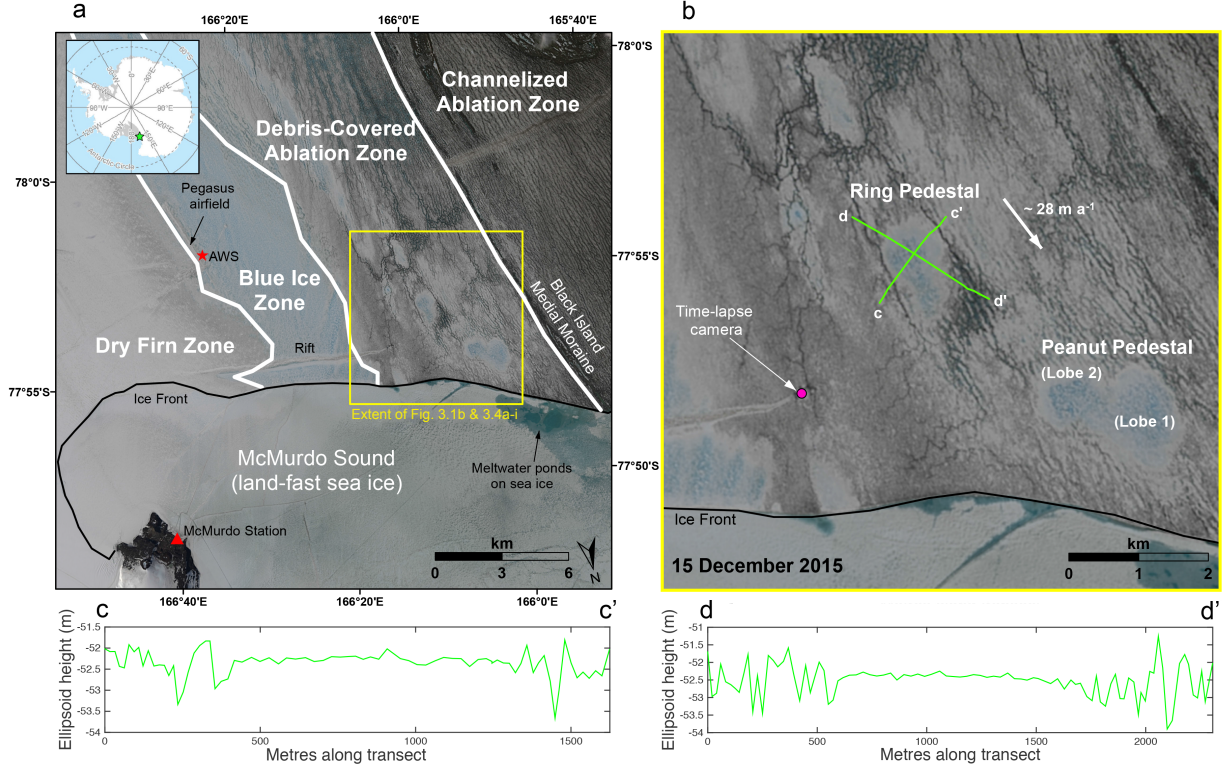 a
166°20'E
166°0'E
165°40'E
78°0'S
78°0'S
77°55'S
77°55'S
77°50'S
90°W
90°E
Antarctic Circle
Channelized
Ablation Zone
Debris-Covered
Ablation Zone
Pegasus
airfield
AWS
Blue Ice
Zone
Dry Firn Zone
Rift
Black Island
Medial Moraine
Ice Front
Extent of Fig. 3.1b & 3.4a-i
McMurdo Sound
(land-fast sea ice)
Meltwater ponds
on sea ice
McMurdo Station
km
0 3 6
N
166°40'E
166°20'E
166°0'E
b
Ring Pedestal
d
c'
~ 28 m a-1
c
d'
Time-lapse
camera
Peanut Pedestal
(Lobe 2)
(Lobe 1)
Ice Front
15 December 2015
km
0 1 2
c
c’
Ellipsoid height (m)
-51.5
-52
-52.5
-53
-53.5
-54
0 500 1000 1500
Metres along transect
d
d’
Ellipsoid height (m)
-51
-51.5
-52
-52.5
-53
-53.5
-54
0 500 1000 1500 2000
Metres along transect